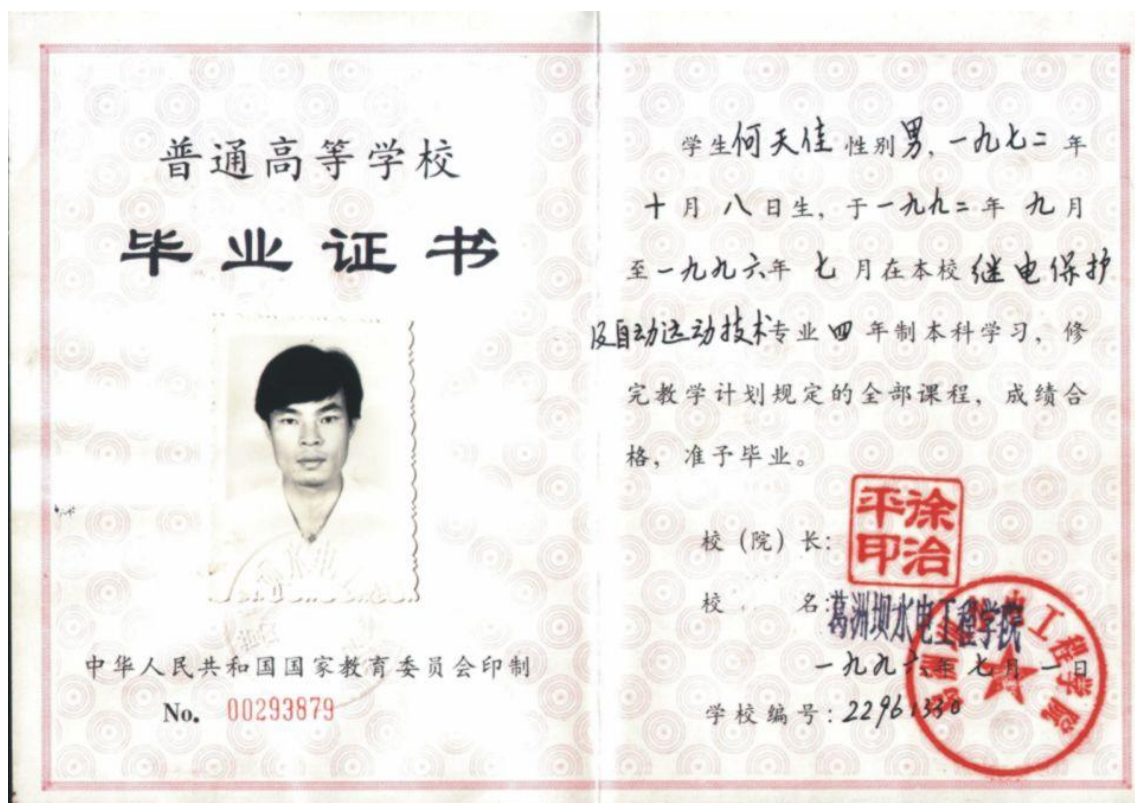 普通高等学校
毕业证书
中华人民共和国国家教育委员会印制
No. 00293879
学生何天佳性别男,一九七二年
十月八日生,于一九九二年九月
至一九九六年七月在本校继电保护
及自动远动技术专业四年制本科学习,修
完教学计划规定的全部课程,成绩合
格,准予毕业。
校(院)长:
徐治平印
校 名:葛洲坝水电工程学院
一九九六年七月一日
学校编号:22961330